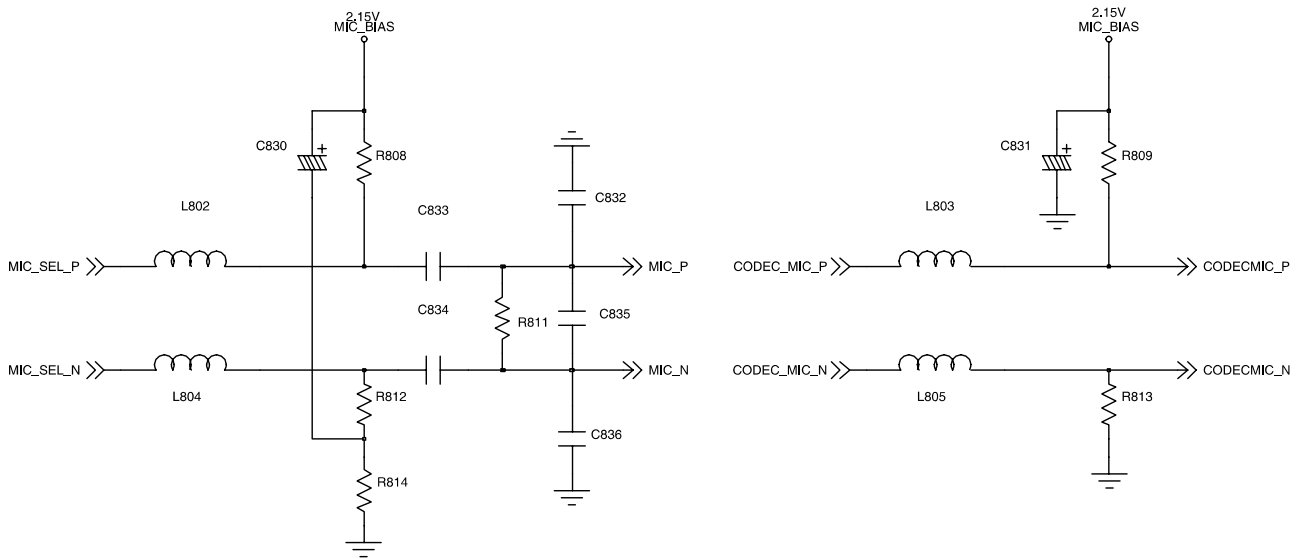 2.15V
MIC_BIAS
2.15V
MIC_BIAS
C830
+
R808
C831
+
R809
C832
L802
C833
L803
MIC_SEL_P
MIC_P
CODEC_MIC_P
CODECMIC_P
C834
R811
C835
MIC_SEL_N
MIC_N
CODEC_MIC_N
CODECMIC_N
L804
R812
L805
R813
C836
R814